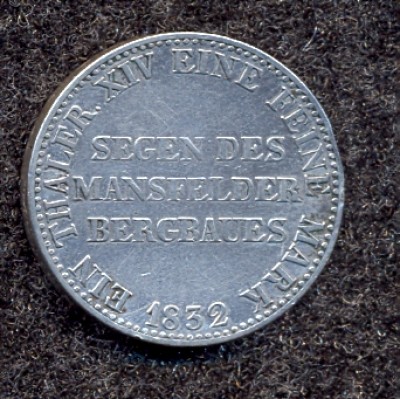 EIN THALER XIV EINE FEINE MARK
SEGEN DES
MANSFELDER
BERGBAUES
1832